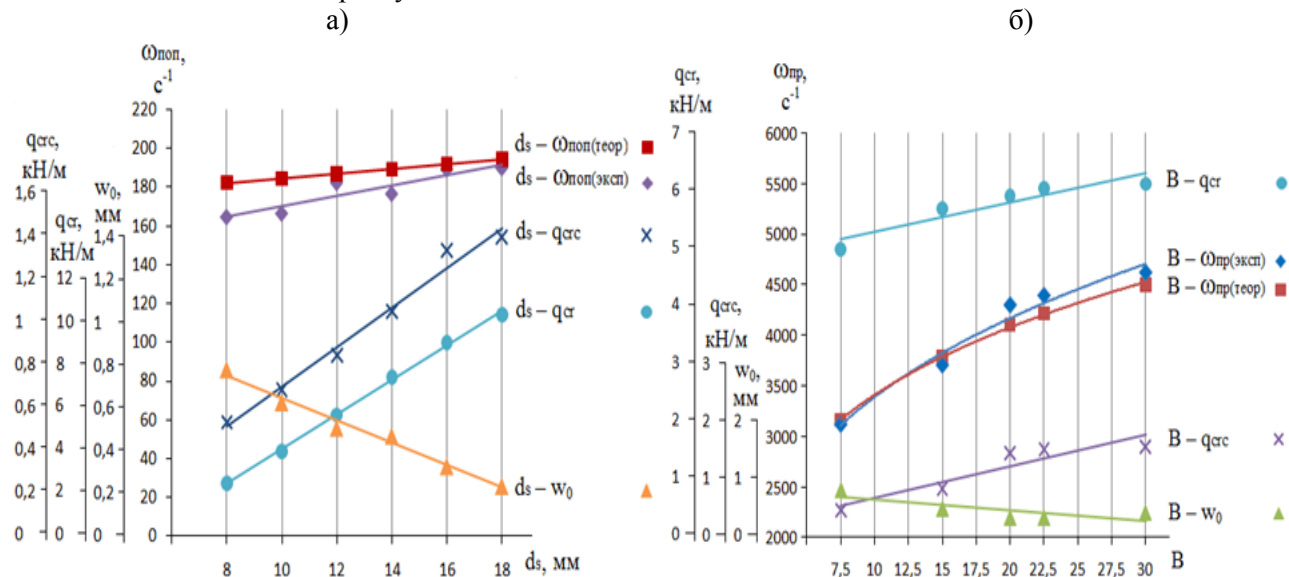 а)
б)
ωпоп,
с-1
qcrc,
кН/м
qcr,
кН/м
w0,
мм
220
200
180
160
140
120
100
80
60
40
20
0
1,6
1,4
1,2
1
0,8
0,6
0,4
0,2
0
12
10
8
6
4
2
0
1,4
1,2
1
0,8
0,6
0,4
0,2
0
ds – ωпоп(теор)
ds – ωпоп(эксп)
ds – qcrc
ds – qcr
ds – w0
8 10 12 14 16 18
ds, мм
qcr,
кН/м
ωпр,
с-1
7
6
5
4
3
2
1
0
qcrc,
кН/м
3
2
1
0
w0,
мм
2
2
1
1
0
6000
5500
5000
4500
4000
3500
3000
2500
2000
B – qcr
B – ωпр(эксп)
B – ωпр(теор)
B – qcrc
B – w0
7,5 10 12,5 15 17,5 20 22,5 25 27,5 30 B